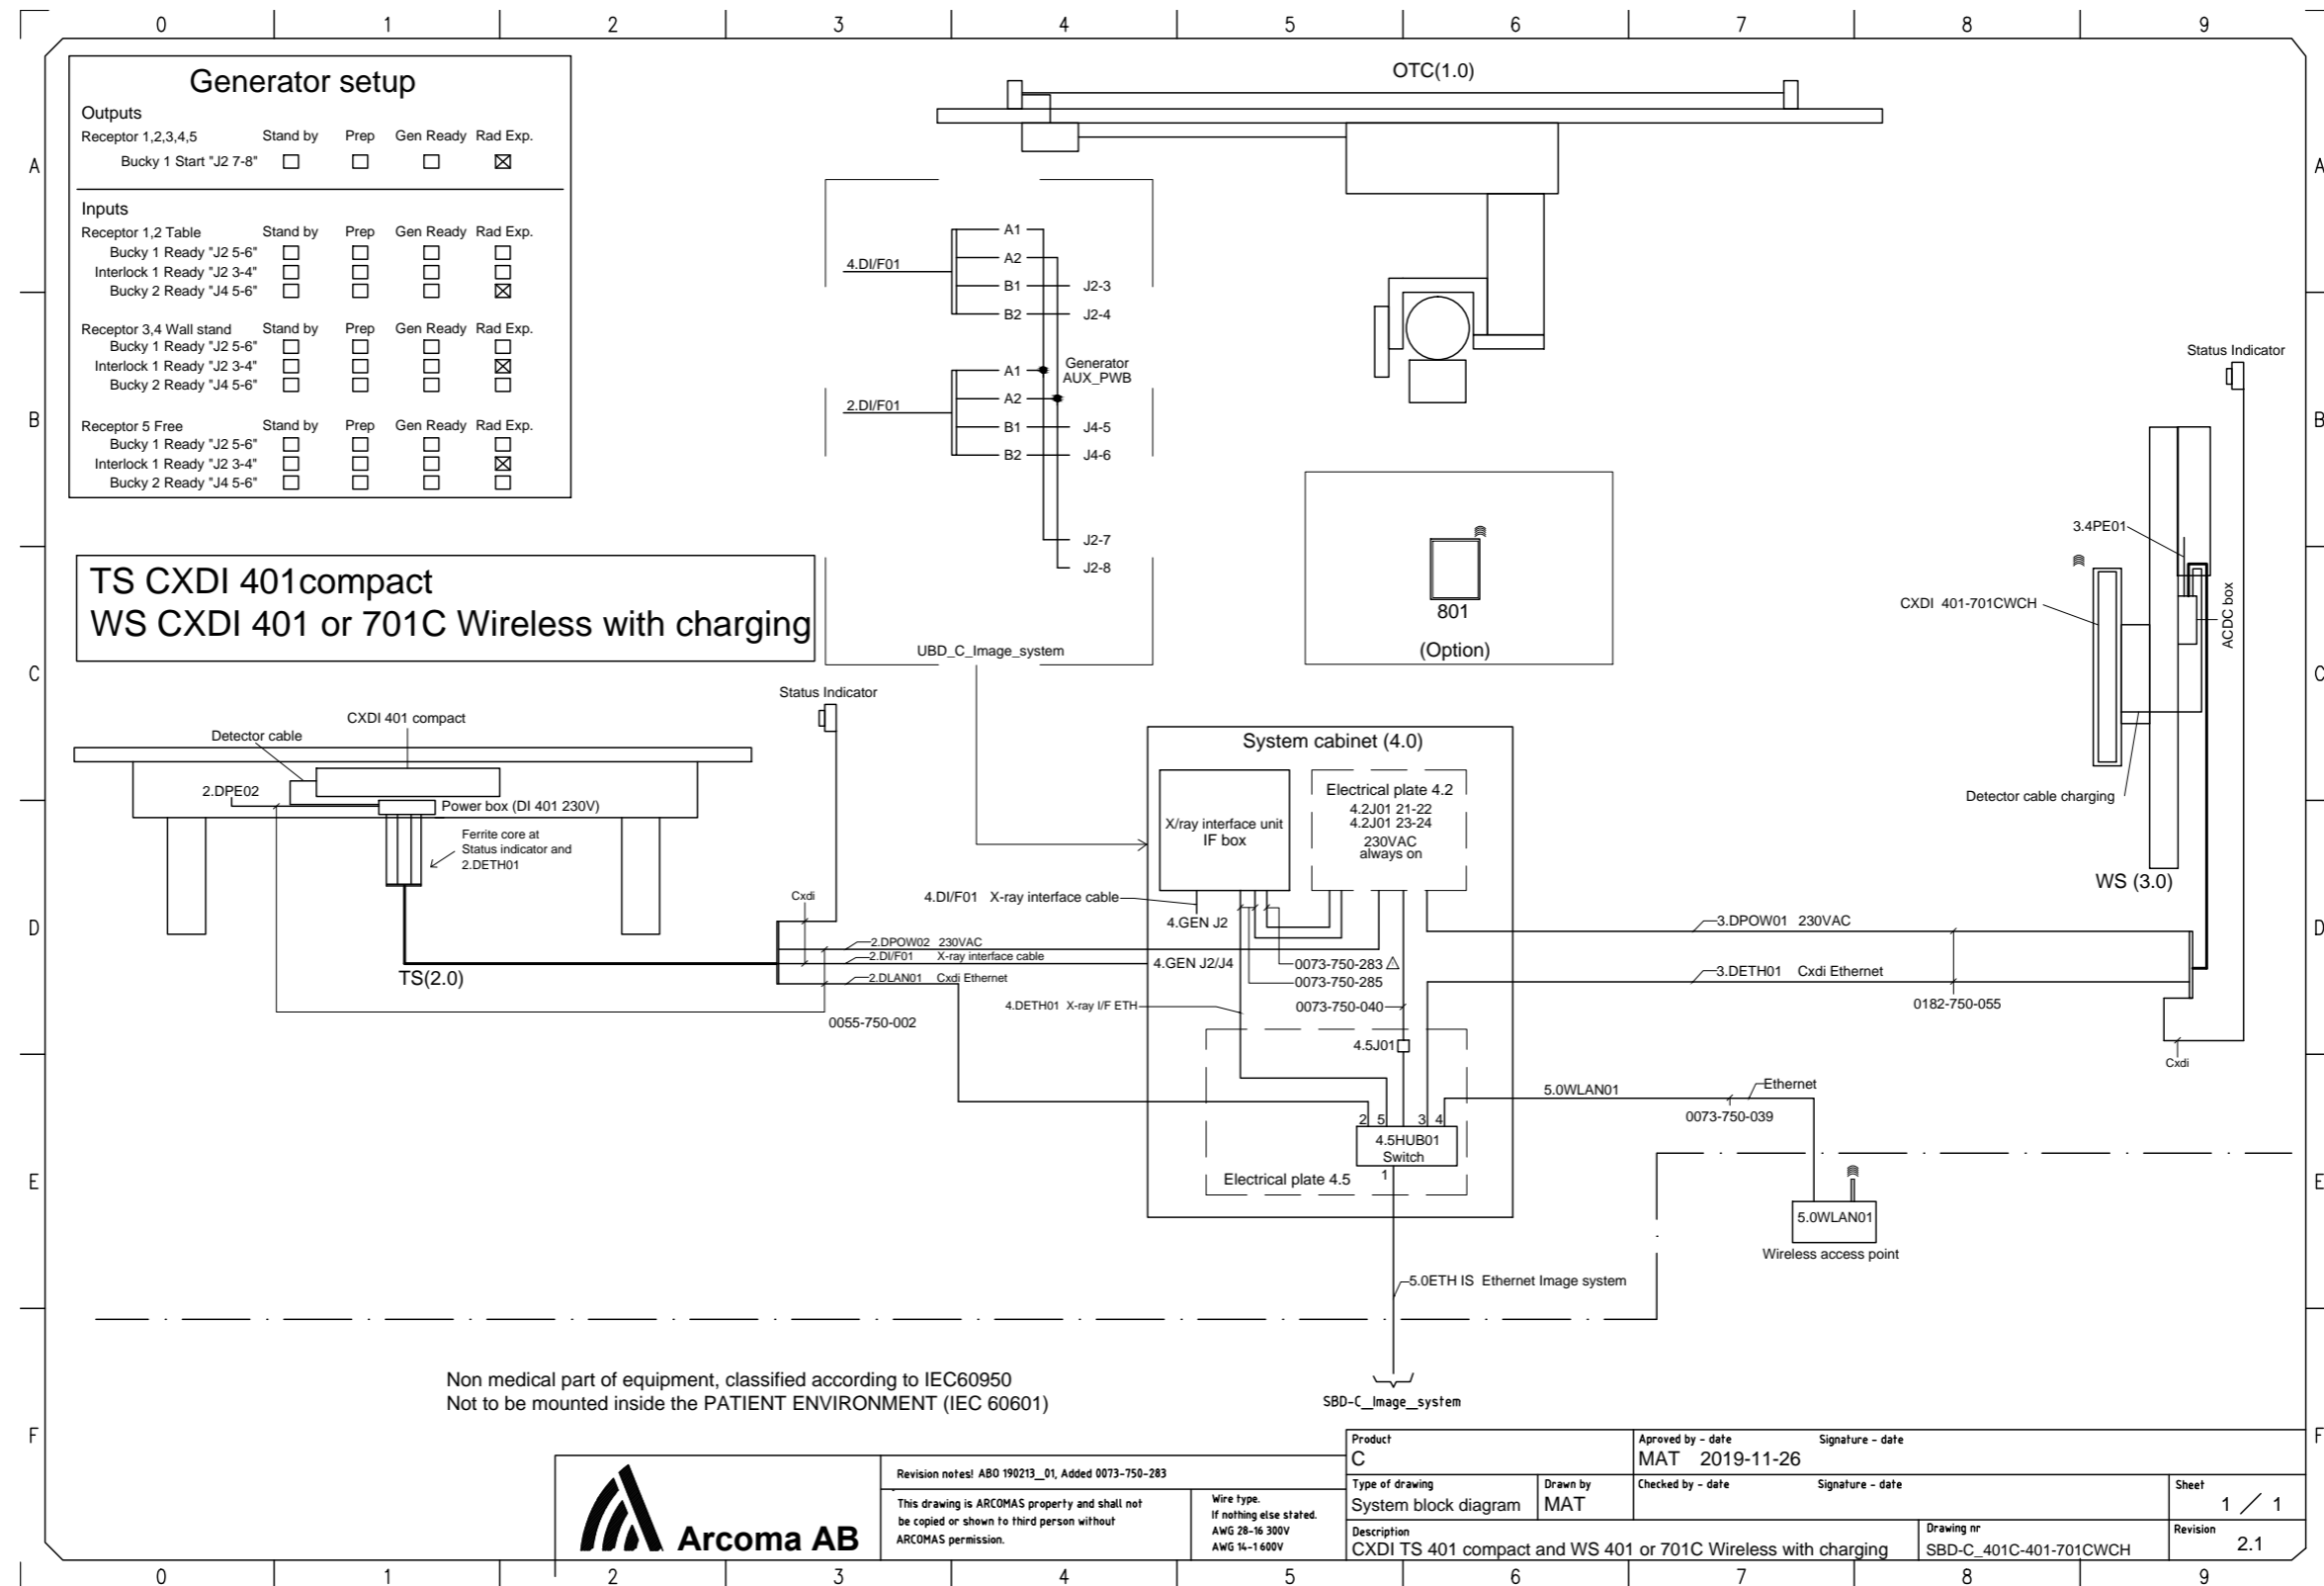 0 1 2 3 4 5 6 7 8 9
A
B
C
D
E
F
Generator setup
Outputs
Receptor 1,2,3,4,5 Stand by Prep Gen Ready Rad Exp.
Bucky 1 Start "J2 7-8"
Inputs
Receptor 1,2 Table Stand by Prep Gen Ready Rad Exp.
Bucky 1 Ready "J2 5-6"
Interlock 1 Ready "J2 3-4"
Bucky 2 Ready "J4 5-6"
Receptor 3,4 Wall stand Stand by Prep Gen Ready Rad Exp.
Bucky 1 Ready "J2 5-6"
Interlock 1 Ready "J2 3-4"
Bucky 2 Ready "J4 5-6"
Receptor 5 Free Stand by Prep Gen Ready Rad Exp.
Bucky 1 Ready "J2 5-6"
Interlock 1 Ready "J2 3-4"
Bucky 2 Ready "J4 5-6"
TS CXDI 401compact
WS CXDI 401 or 701C Wireless with charging
4.DI/F01
A1
A2
B1 J2-3
B2 J2-4
Generator
AUX_PWB
2.DI/F01
A1
A2
B1 J4-5
B2 J4-6
J2-7
J2-8
UBD_C_Image_system
OTC(1.0)
801
(Option)
Status Indicator
3.4PE01
CXDI 401-701CWCH
ACDC box
Detector cable charging
WS (3.0)
Status Indicator
CXDI 401 compact
Detector cable
2.DPE02
Power box (DI 401 230V)
Ferrite core at
Status indicator and
2.DETH01
TS(2.0)
Cxdi
2.DPOW02 230VAC
2.DI/F01 X-ray interface cable
2.DLAN01 Cxdi Ethernet
0055-750-002
System cabinet (4.0)
X/ray interface unit
IF box
Electrical plate 4.2
4.2J01 21-22
4.2J01 23-24
230VAC
always on
4.DI/F01 X-ray interface cable
4.GEN J2
4.GEN J2/J4
0073-750-283
0073-750-285
4.DETH01 X-ray I/F ETH
0073-750-040
4.5J01
2 5 3 4
4.5HUB01
Switch
1
Electrical plate 4.5
3.DPOW01 230VAC
3.DETH01 Cxdi Ethernet
0182-750-055
Cxdi
5.0WLAN01
Ethernet
0073-750-039
5.0WLAN01
Wireless access point
5.0ETH IS Ethernet Image system
SBD-C_Image_system
Non medical part of equipment, classified according to IEC60950
Not to be mounted inside the PATIENT ENVIRONMENT (IEC 60601)
Arcoma AB
Revision notes! ABO 190213_01, Added 0073-750-283
This drawing is ARCOMAS property and shall not
be copied or shown to third person without
ARCOMAS permission.
Wire type.
If nothing else stated.
AWG 28-16 300V
AWG 14-1 600V
Product
C
Aproved by - date Signature - date
MAT 2019-11-26
Type of drawing
System block diagram
Drawn by
MAT
Checked by - date Signature - date
Sheet
1 / 1
Description
CXDI TS 401 compact and WS 401 or 701C Wireless with charging
Drawing nr
SBD-C_401C-401-701CWCH
Revision
2.1
A
B
C
D
E
F
0 1 2 3 4 5 6 7 8 9